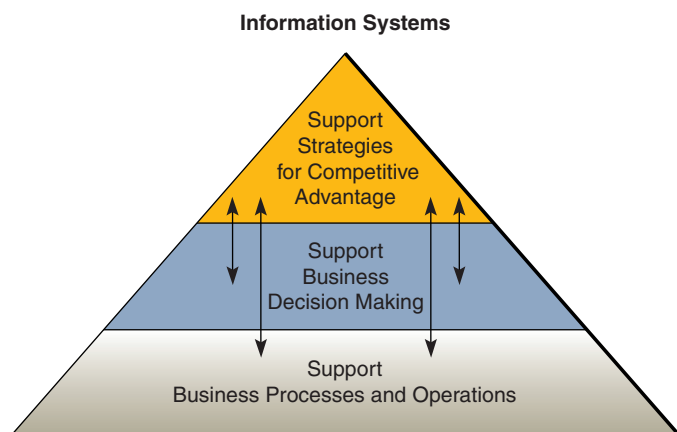 Information Systems
Support
Strategies
for Competitive
Advantage
Support
Business
Decision Making
Support
Business Processes and Operations